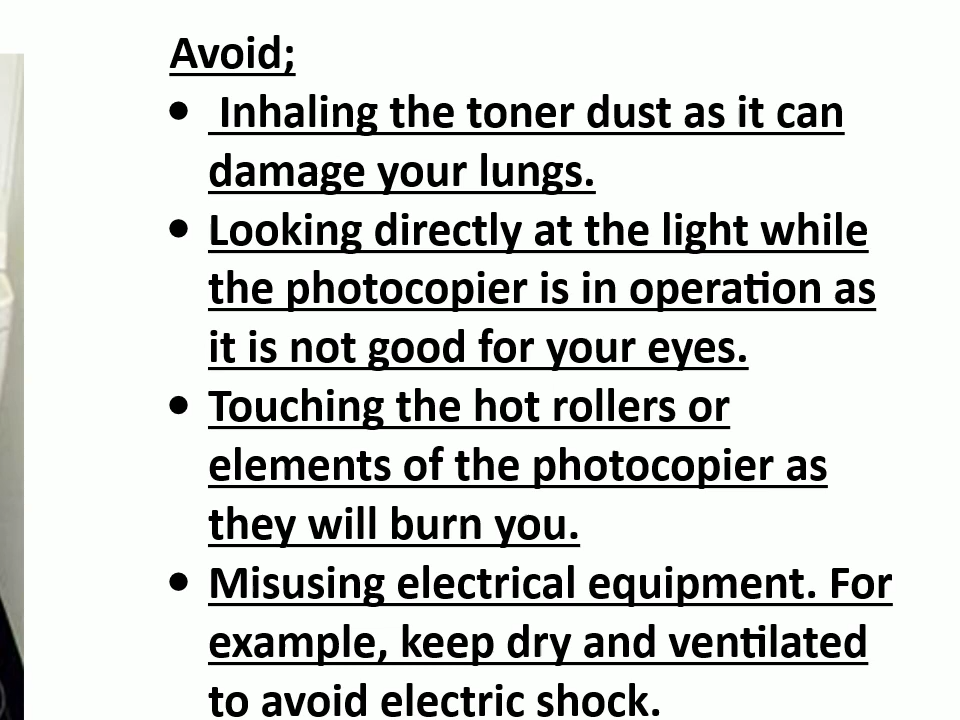 Avoid;
• Inhaling the toner dust as it can
damage your lungs.
• Looking directly at the light while
the photocopier is in operation as
it is not good for your eyes.
• Touching the hot rollers or
elements of the photocopier as
they will burn you.
• Misusing electrical equipment. For
example, keep dry and ventilated
to avoid electric shock.